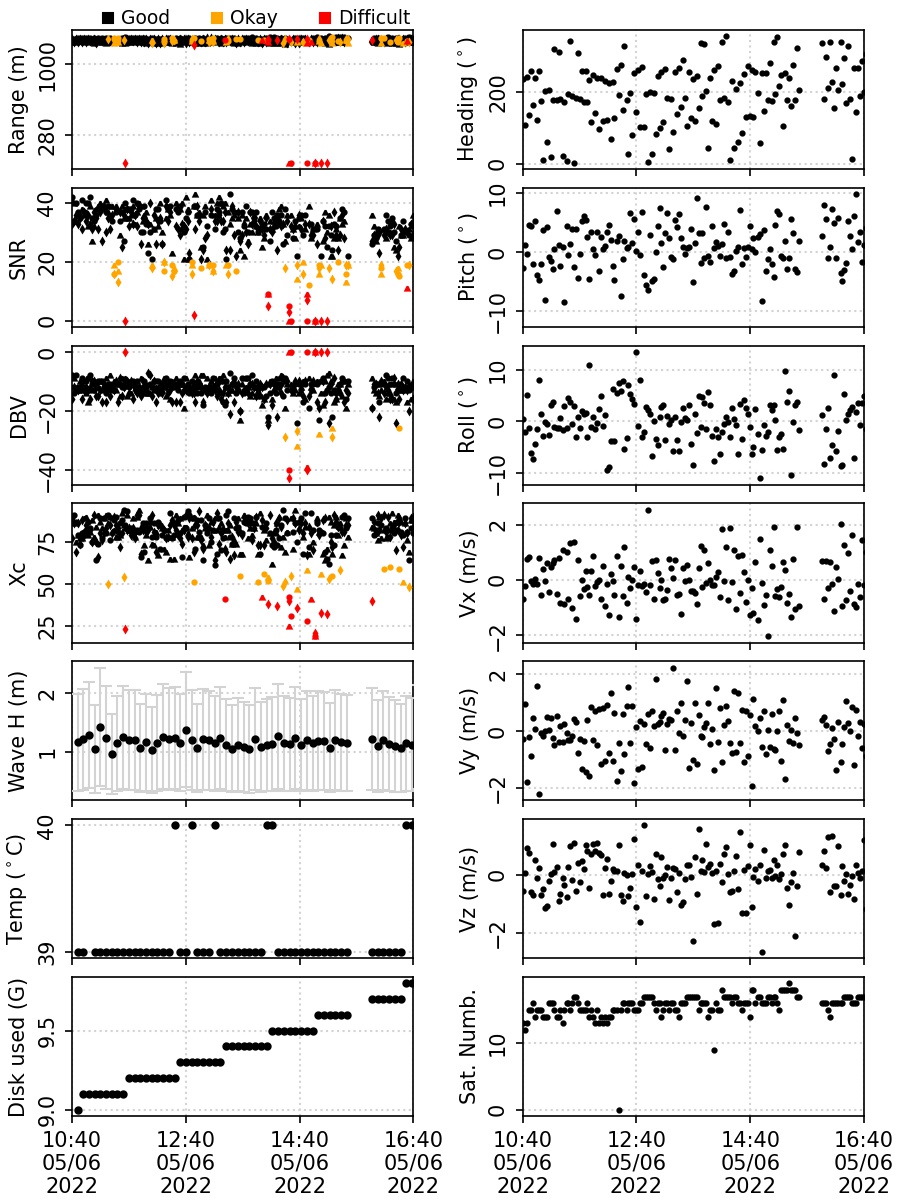 Good Okay Difficult
Range (m)
1000
280
Heading (°)
200
0
SNR
40
20
0
Pitch (°)
10
0
−10
DBV
0
−20
−40
Roll (°)
10
0
−10
Xc
75
50
25
Vx (m/s)
2
0
−2
Wave H (m)
2
1
Vy (m/s)
2
0
−2
Temp (°C)
40
39
Vz (m/s)
0
−2
Disk used (G)
9.5
9.0
Sat. Numb.
10
0
10:40 12:40 14:40 16:40
05/06 05/06 05/06 05/06
2022 2022 2022 2022
10:40 12:40 14:40 16:40
05/06 05/06 05/06 05/06
2022 2022 2022 2022